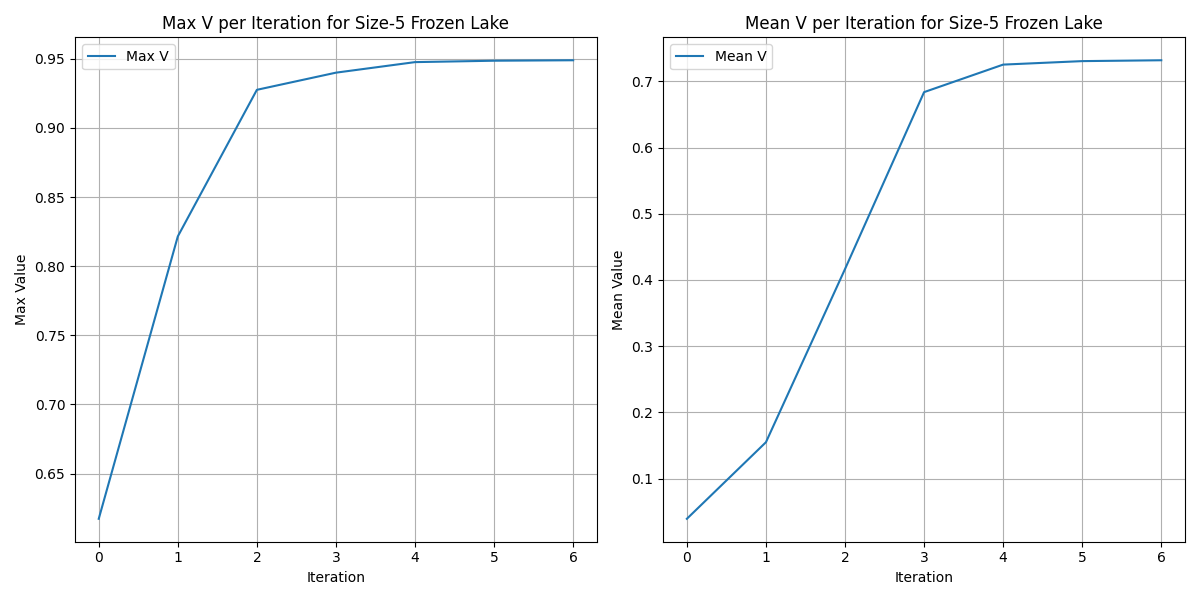 Max V per Iteration for Size-5 Frozen Lake
Max V
0.95
0.90
0.85
0.80
0.75
0.70
0.65
Max Value
0 1 2 3 4 5 6
Iteration
Mean V per Iteration for Size-5 Frozen Lake
Mean V
0.7
0.6
0.5
0.4
0.3
0.2
0.1
Mean Value
0 1 2 3 4 5 6
Iteration